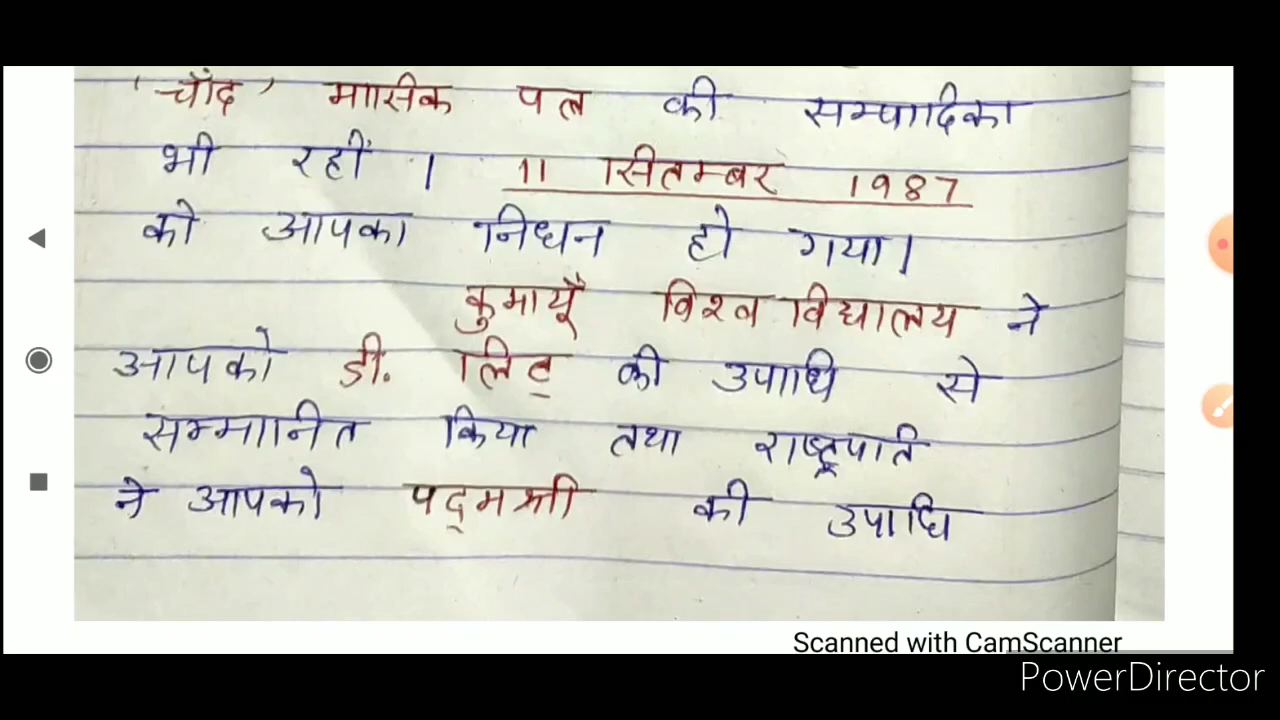 'चाँद' मासिक पत्र की सम्पादिका
भी रहीं । 11 सितम्बर 1987
को आपका निधन हो गया।
कुमायूँ विश्वविद्यालय ने
आपको डी. लिट् की उपाधि से
सम्मानित किया तथा राष्ट्रपति
ने आपको पद्मश्री की उपाधि
Scanned with CamScanner
PowerDirector